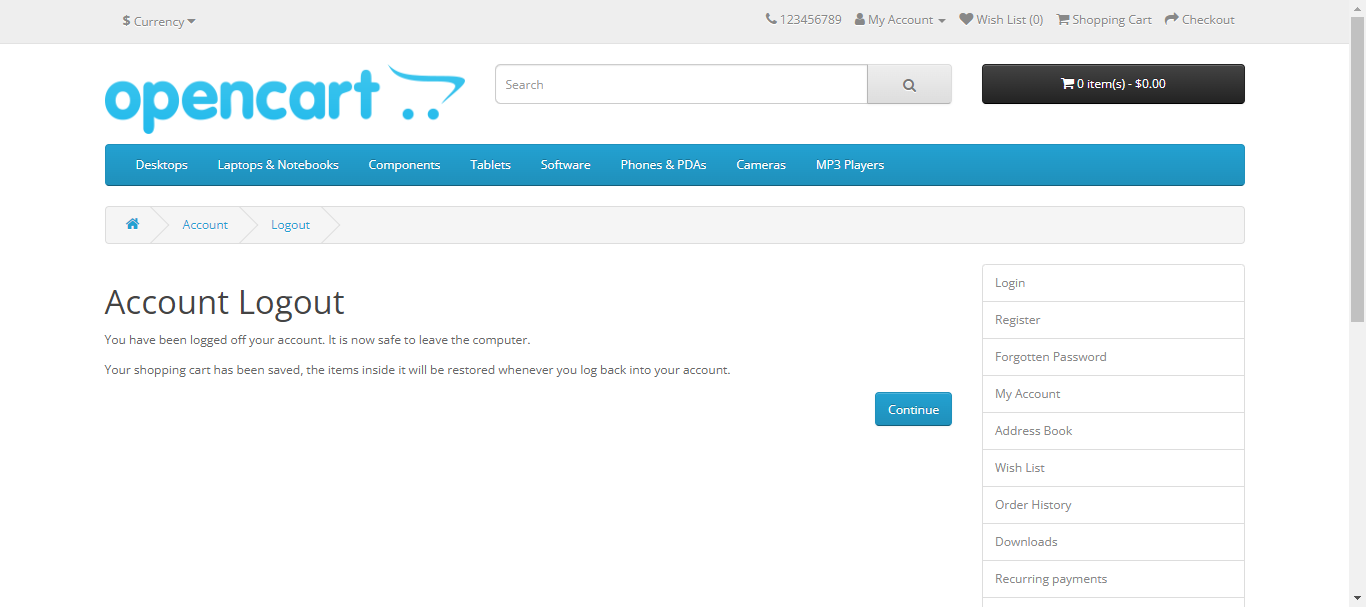 $ Currency
123456789 My Account Wish List (0) Shopping Cart Checkout
opencart
Search
0 item(s) - $0.00
Desktops Laptops & Notebooks Components Tablets Software Phones & PDAs Cameras MP3 Players
Account Logout
Account Logout
You have been logged off your account. It is now safe to leave the computer.
Your shopping cart has been saved, the items inside it will be restored whenever you log back into your account.
Continue
Login
Register
Forgotten Password
My Account
Address Book
Wish List
Order History
Downloads
Recurring payments